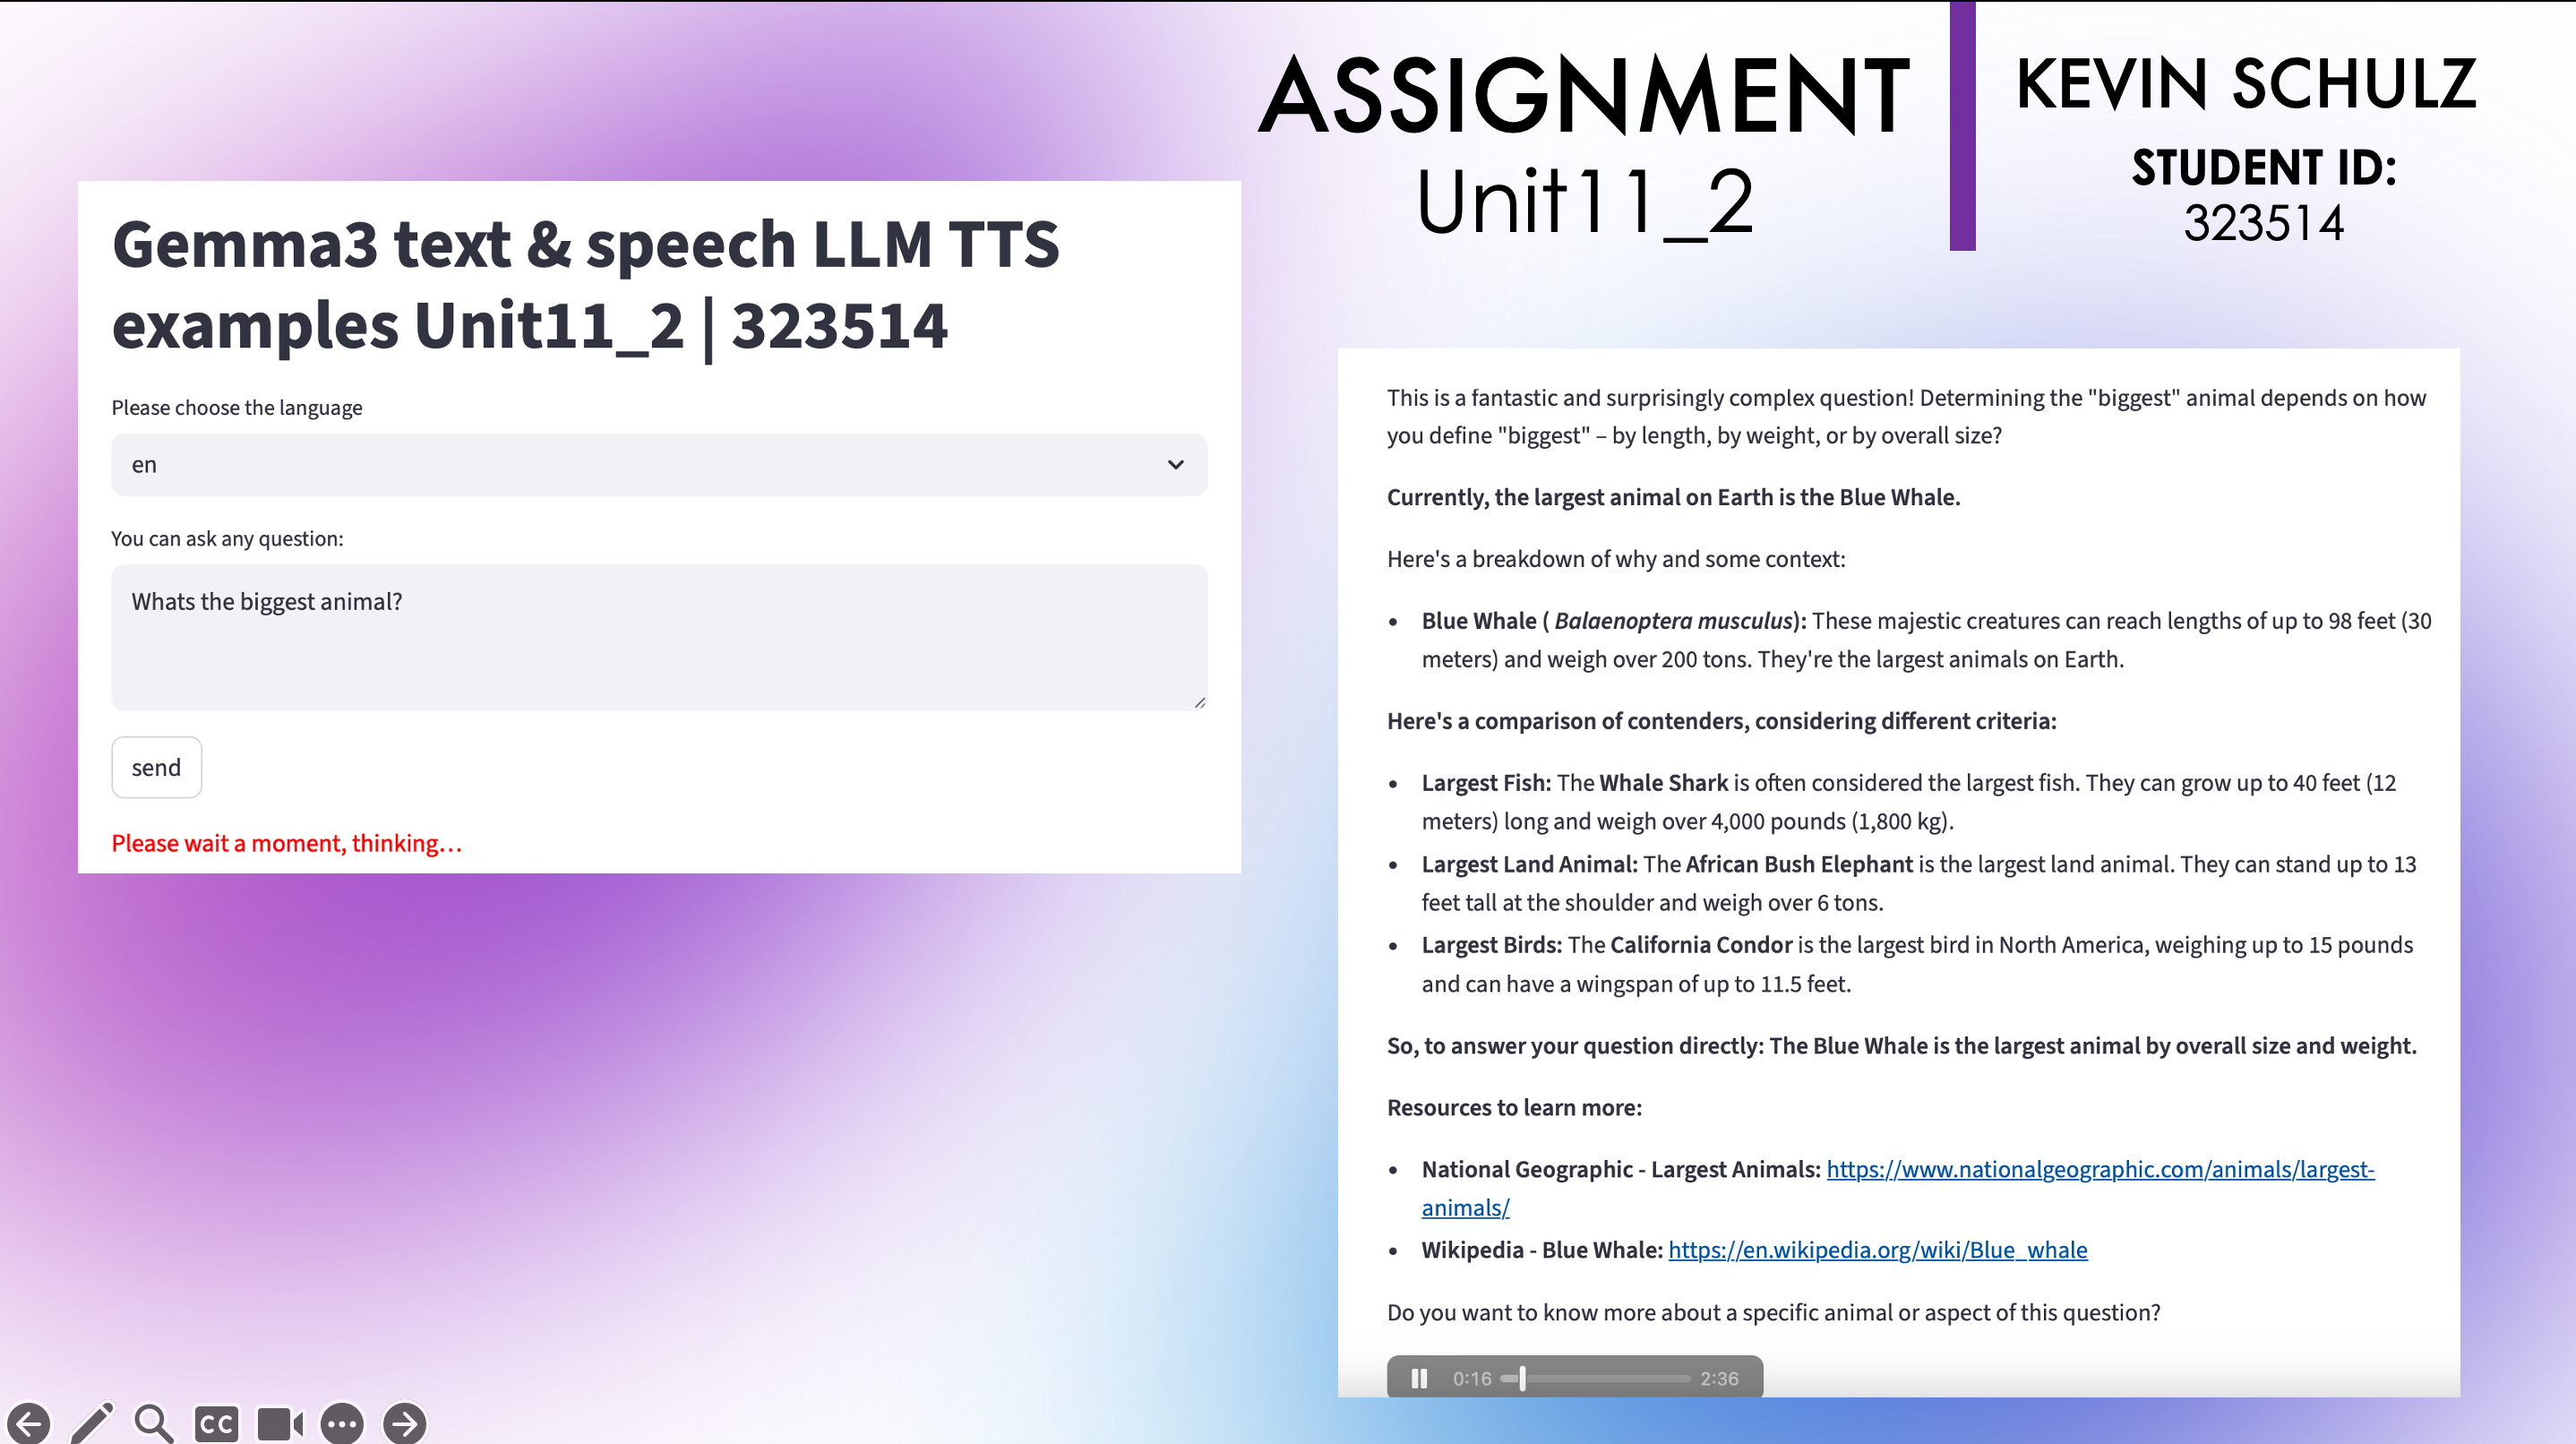 ASSIGNMENT
Unit11_2
KEVIN SCHULZ
STUDENT ID:
323514
Gemma3 text & speech LLM TTS
examples Unit11_2 | 323514
Please choose the language
en
You can ask any question:
Whats the biggest animal?
send
Please wait a moment, thinking...
This is a fantastic and surprisingly complex question! Determining the "biggest" animal depends on how
you define "biggest" – by length, by weight, or by overall size?
Currently, the largest animal on Earth is the Blue Whale.
Here's a breakdown of why and some context:
• Blue Whale ( Balaenoptera musculus): These majestic creatures can reach lengths of up to 98 feet (30
meters) and weigh over 200 tons. They're the largest animals on Earth.
Here's a comparison of contenders, considering different criteria:
• Largest Fish: The Whale Shark is often considered the largest fish. They can grow up to 40 feet (12
meters) long and weigh over 4,000 pounds (1,800 kg).
• Largest Land Animal: The African Bush Elephant is the largest land animal. They can stand up to 13
feet tall at the shoulder and weigh over 6 tons.
• Largest Birds: The California Condor is the largest bird in North America, weighing up to 15 pounds
and can have a wingspan of up to 11.5 feet.
So, to answer your question directly: The Blue Whale is the largest animal by overall size and weight.
Resources to learn more:
• National Geographic - Largest Animals: https://www.nationalgeographic.com/animals/largest-
animals/
• Wikipedia - Blue Whale: https://en.wikipedia.org/wiki/Blue_whale
Do you want to know more about a specific animal or aspect of this question?
0:16 2:36
CC